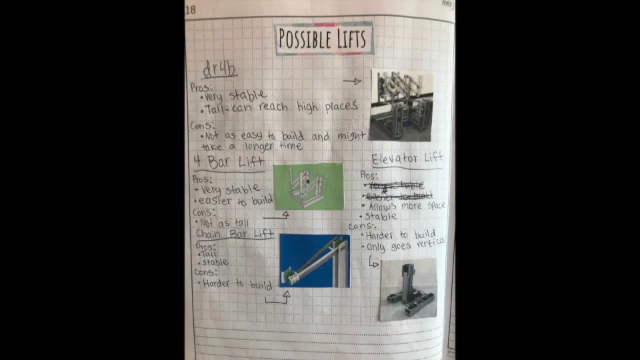 18
POSSIBLE LIFTS
dr4b
Pros:
• Very stable
• Tall-can reach high places
Cons:
• Not as easy to build and might
take a longer time
4 Bar Lift
Pros:
• Very stable
• easier to build
Cons:
• Not as tall
Chain Bar Lift
Pros:
• Tall
• stable
Cons:
• Harder to build
Elevator Lift
Pros:
• Allows more space
• Stable
Cons:
• Harder to build
• Only goes vertical